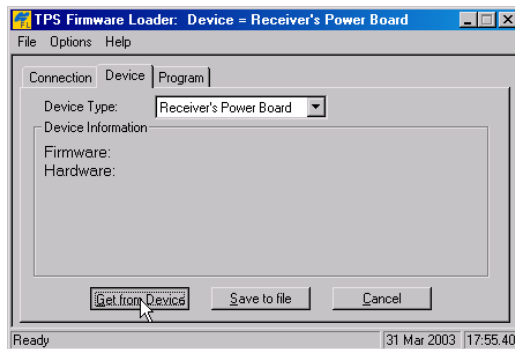 TPS Firmware Loader: Device = Receiver's Power Board
File Options Help
Connection Device Program
Device Type: Receiver's Power Board
Device Information
Firmware:
Hardware:
Get from Device Save to file Cancel
Ready 31 Mar 2003 17:55.40